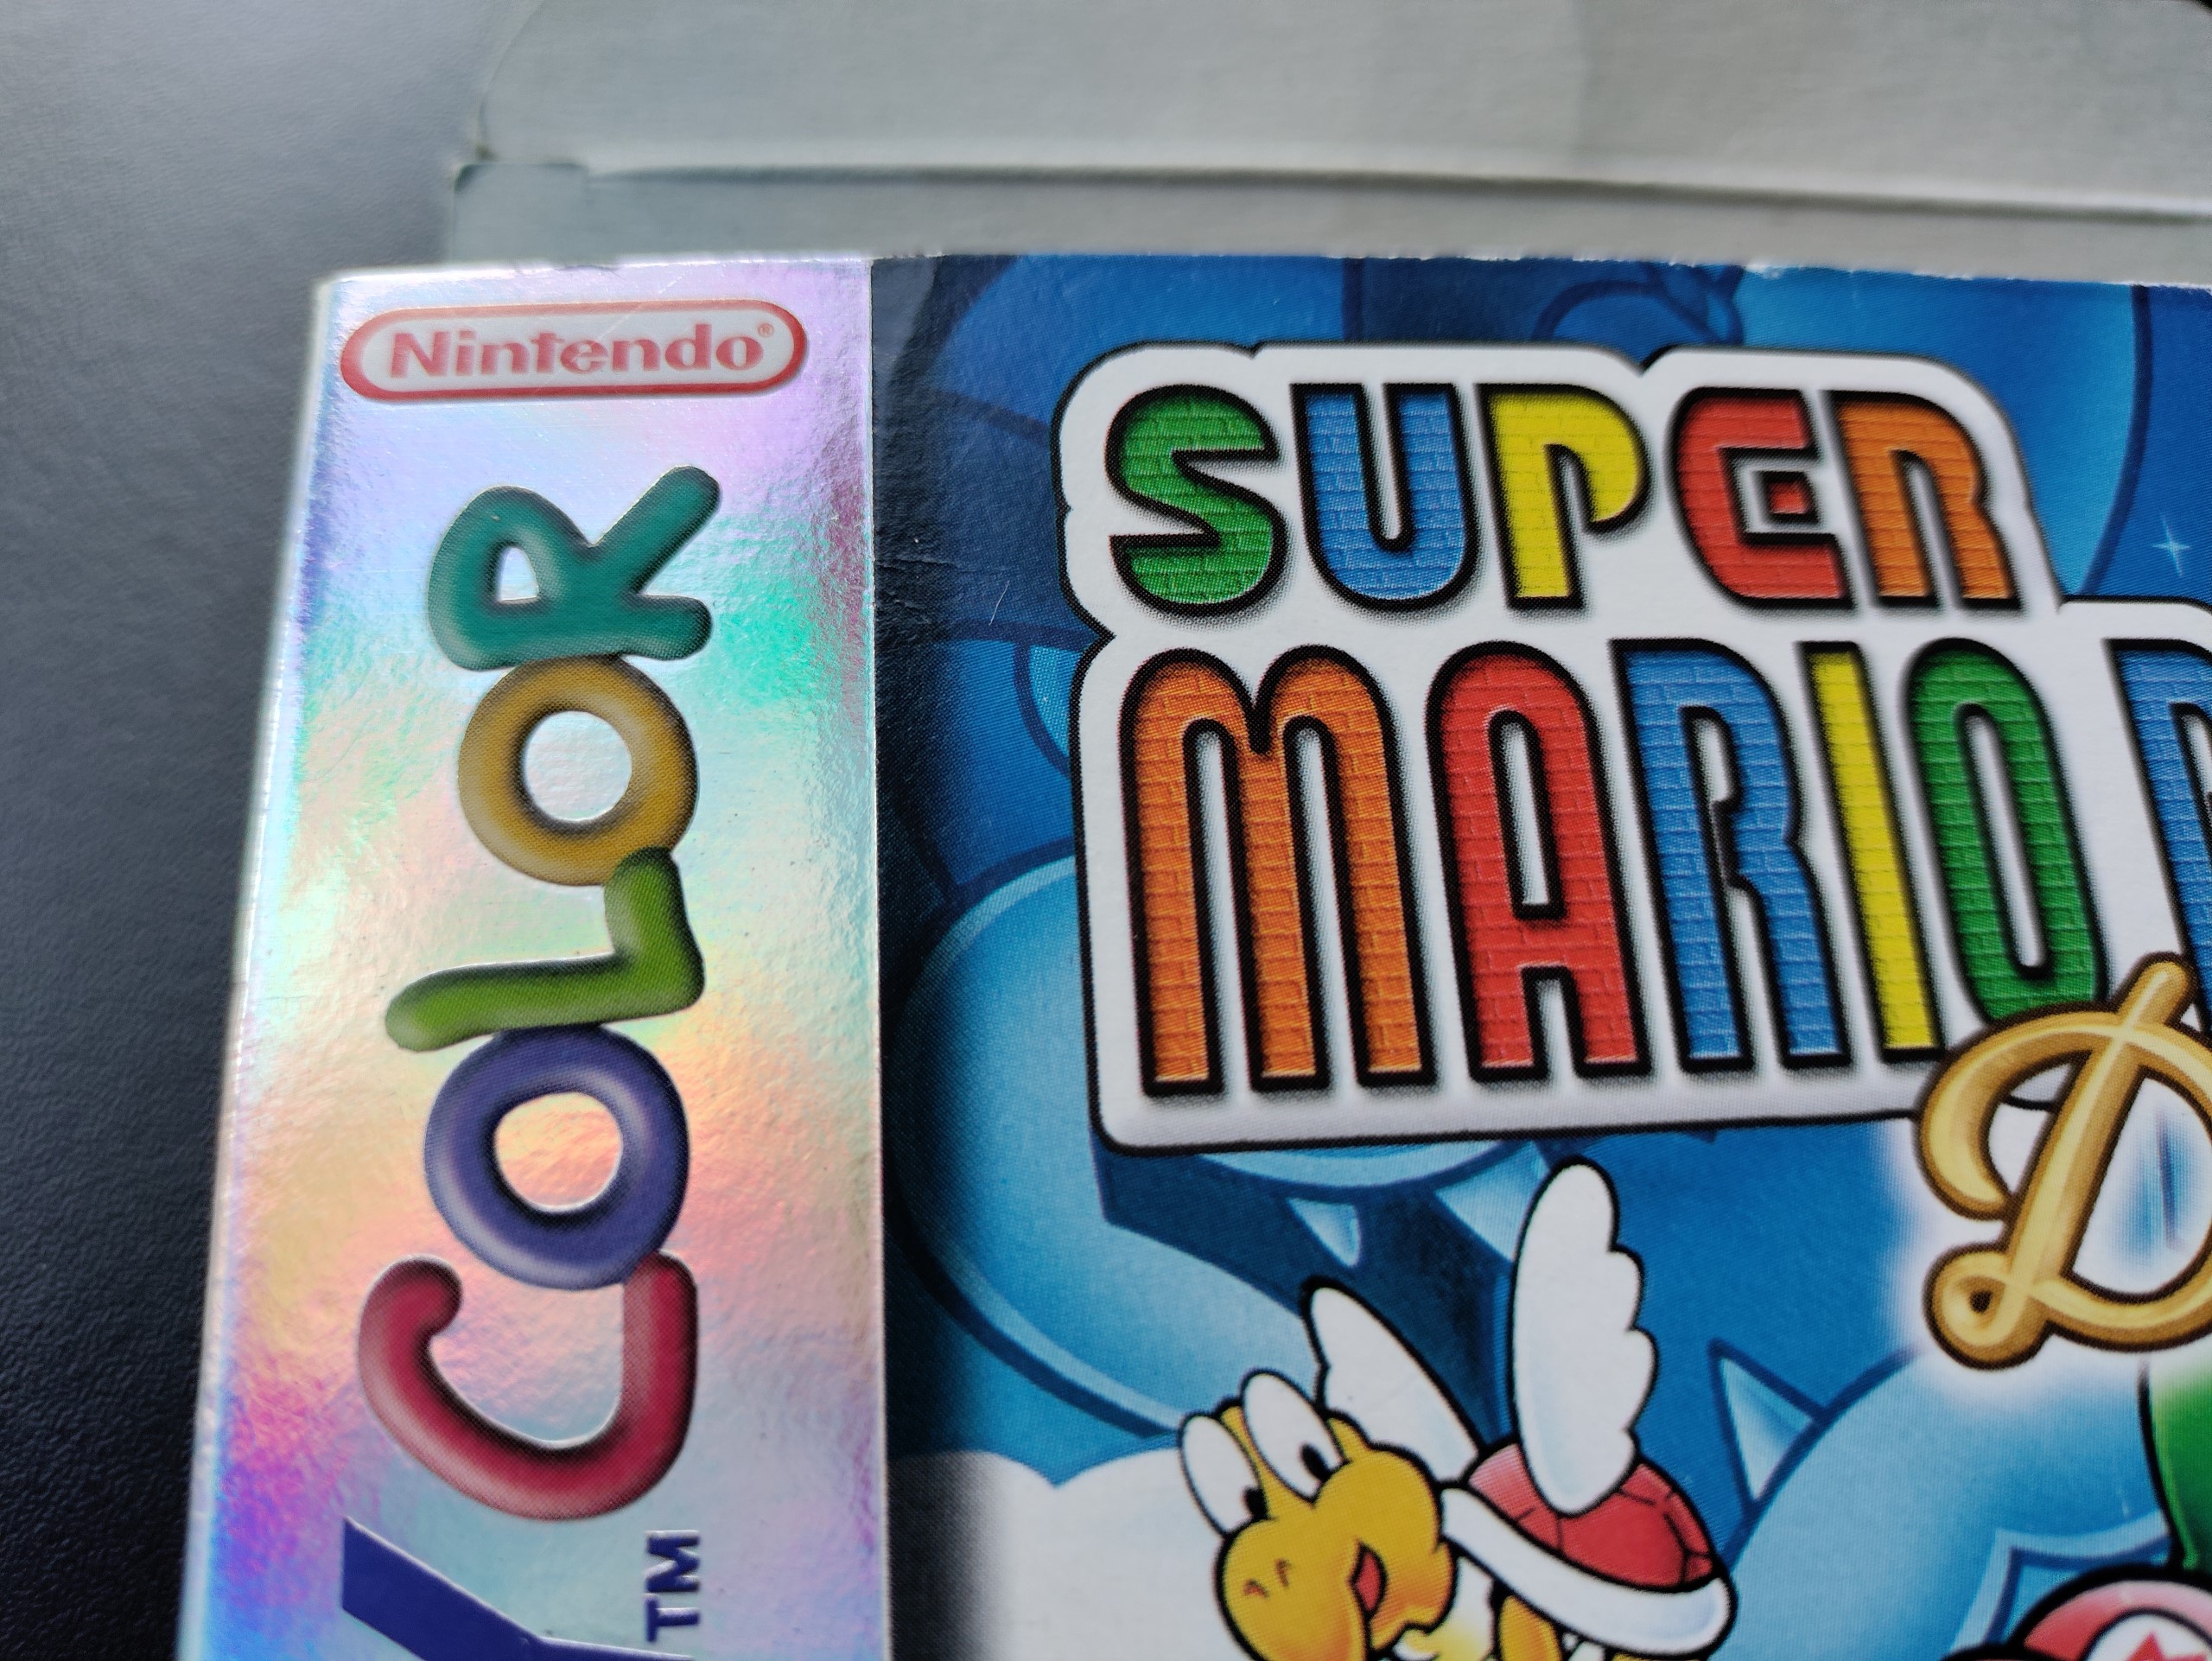 Nintendo®
COLOR
TM
SUPER
MARIO
D